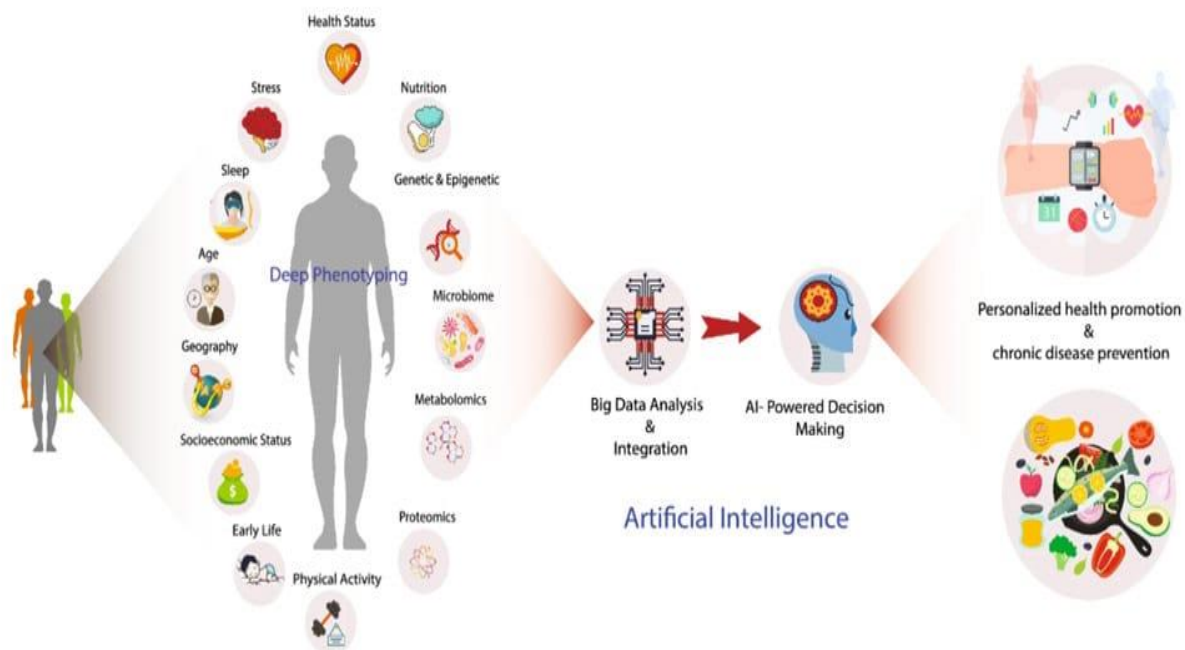 Health Status
Stress
Nutrition
Sleep
Genetic & Epigenetic
Age
Deep Phenotyping
Microbiome
Geography
Metabolomics
Socioeconomic Status
Proteomics
Early Life
Physical Activity
Big Data Analysis
&
Integration
AI- Powered Decision
Making
Artificial Intelligence
31
Personalized health promotion
&
chronic disease prevention
$